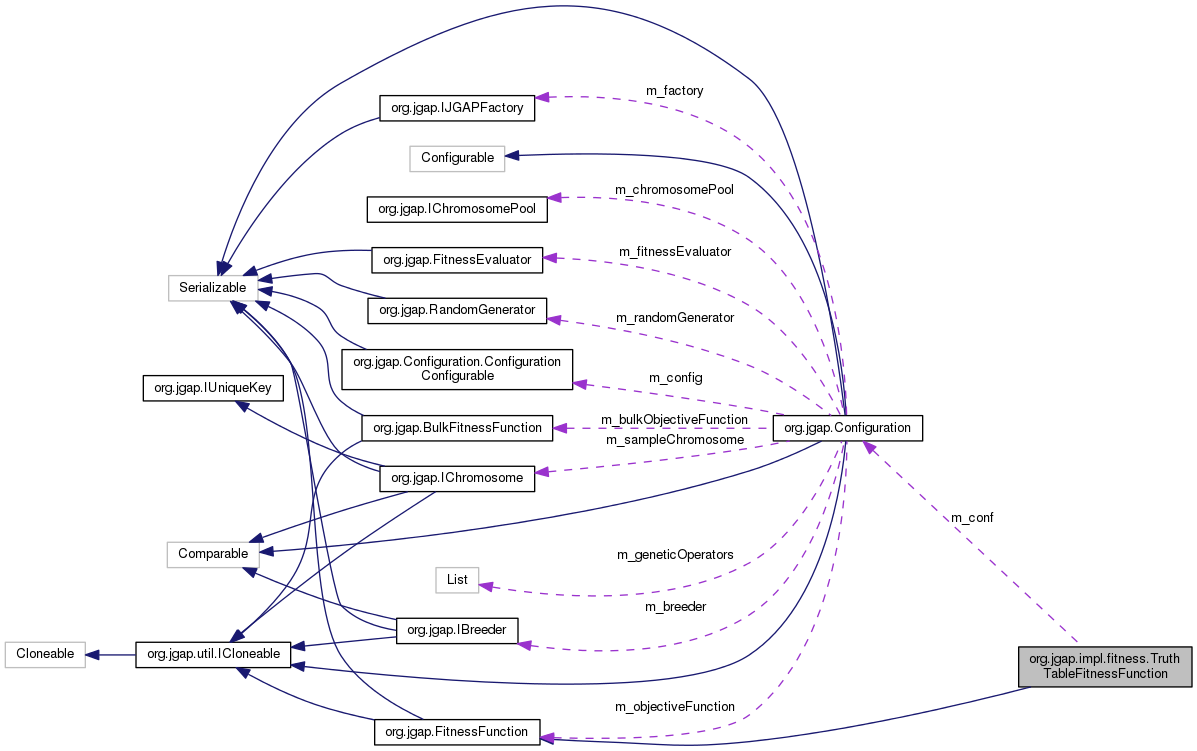 m_factory
org.jgap.IJGAPFactory
Configurable
m_chromosomePool
org.jgap.IChromosomePool
m_fitnessEvaluator
org.jgap.FitnessEvaluator
Serializable
org.jgap.RandomGenerator
m_randomGenerator
org.jgap.Configuration.Configuration
Configurable
m_config
org.jgap.IUniqueKey
m_bulkObjectiveFunction
org.jgap.BulkFitnessFunction
org.jgap.Configuration
m_sampleChromosome
org.jgap.IChromosome
m_conf
Comparable
m_geneticOperators
List
m_breeder
org.jgap.IBreeder
Cloneable
org.jgap.util.ICloneable
org.jgap.impl.fitness.Truth
TableFitnessFunction
m_objectiveFunction
org.jgap.FitnessFunction